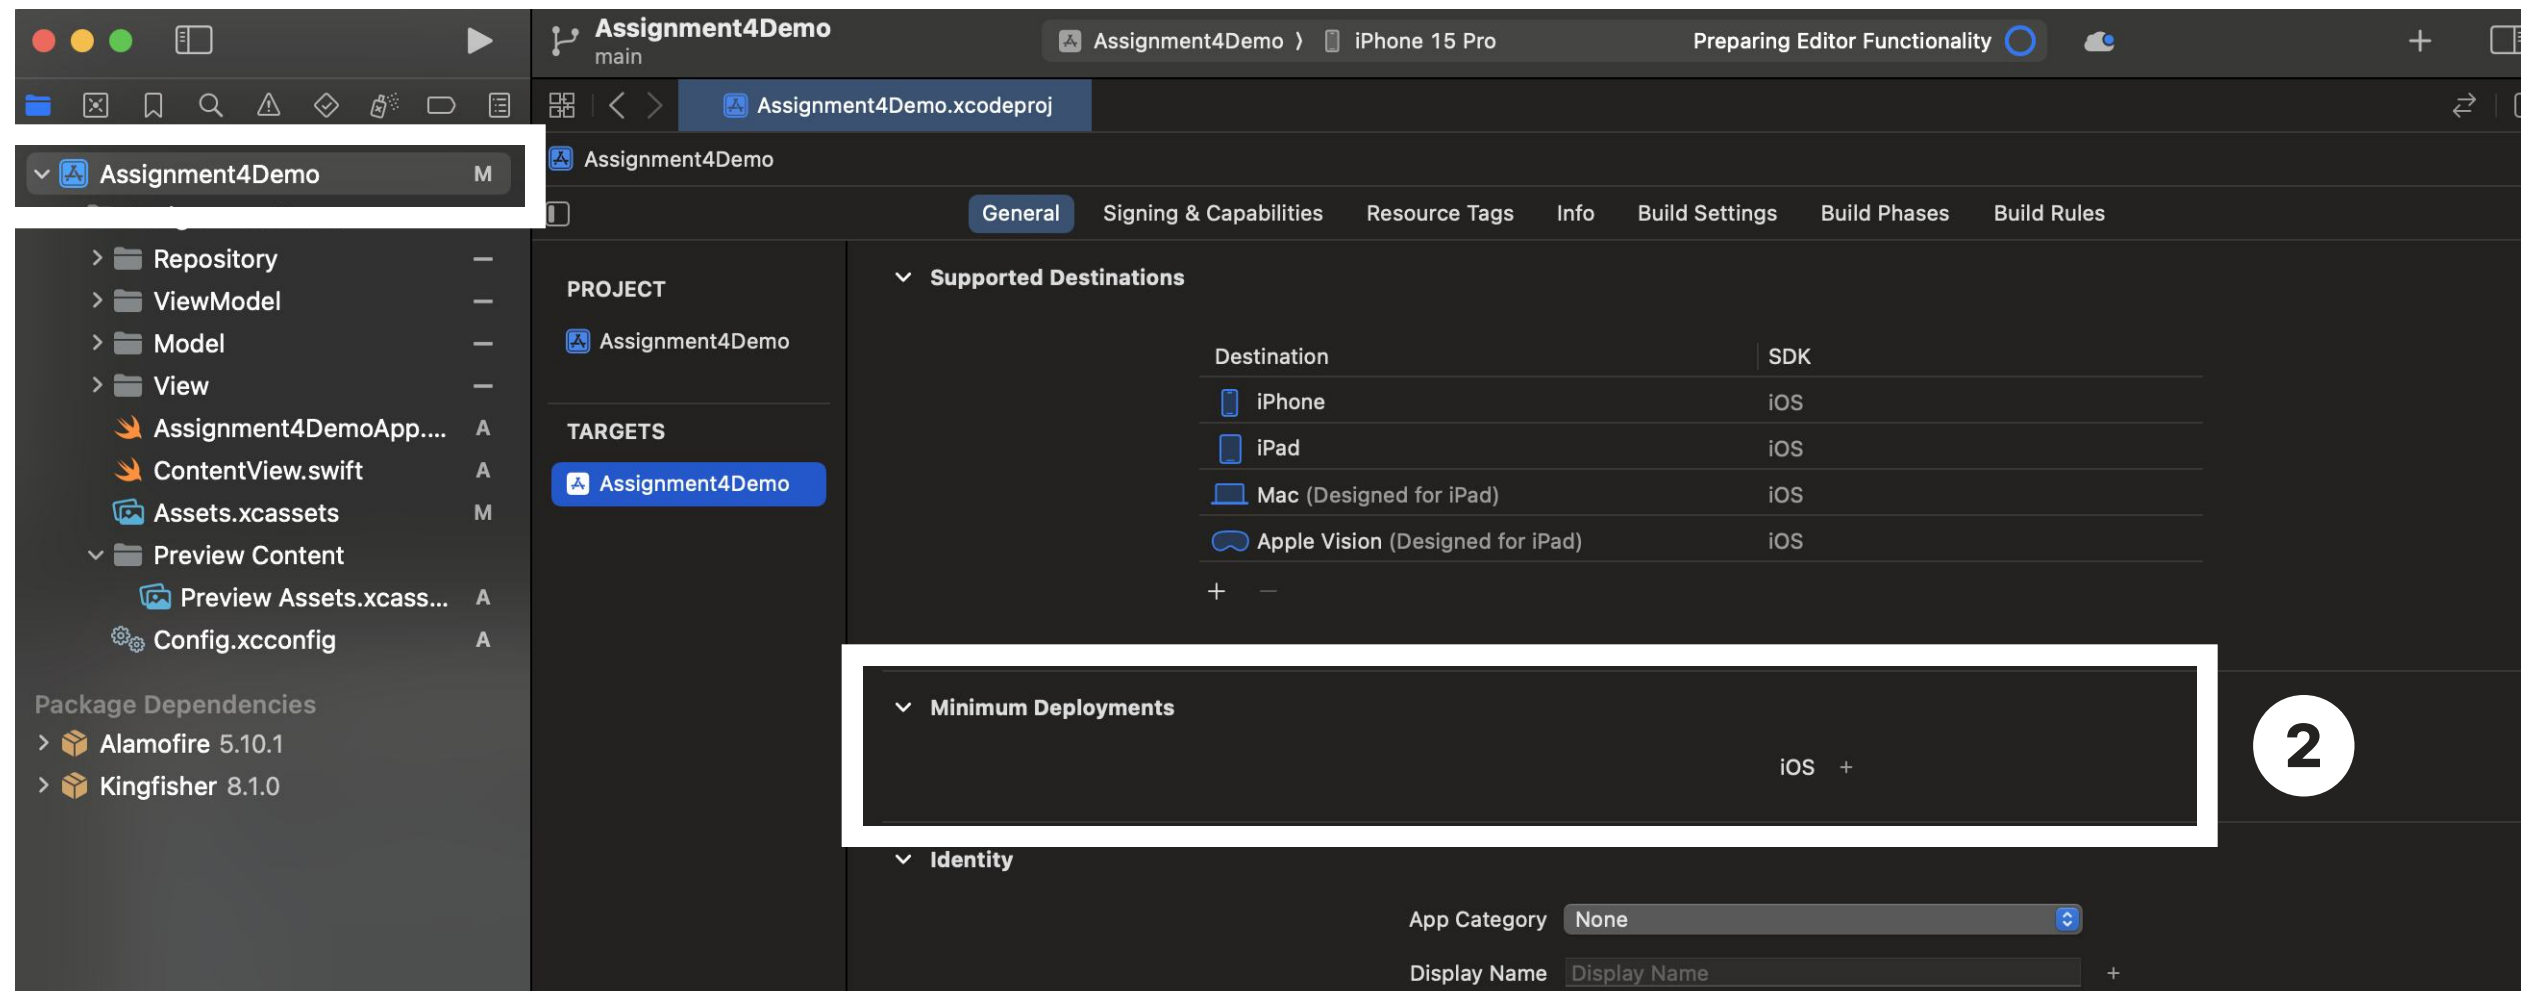 Assignment4Demo
main
Assignment4Demo ⟩ iPhone 15 Pro
Preparing Editor Functionality
Assignment4Demo.xcodeproj
Assignment4Demo M
Repository
ViewModel
Model
View
Assignment4DemoApp.... A
ContentView.swift A
Assets.xcassets M
Preview Content
Preview Assets.xcass... A
Config.xcconfig A
Package Dependencies
Alamofire 5.10.1
Kingfisher 8.1.0
Assignment4Demo
General Signing & Capabilities Resource Tags Info Build Settings Build Phases Build Rules
PROJECT
Assignment4Demo
TARGETS
Assignment4Demo
Supported Destinations
Destination SDK
iPhone iOS
iPad iOS
Mac (Designed for iPad) iOS
Apple Vision (Designed for iPad) iOS
+ −
Minimum Deployments
iOS +
2
Identity
App Category None
Display Name Display Name +